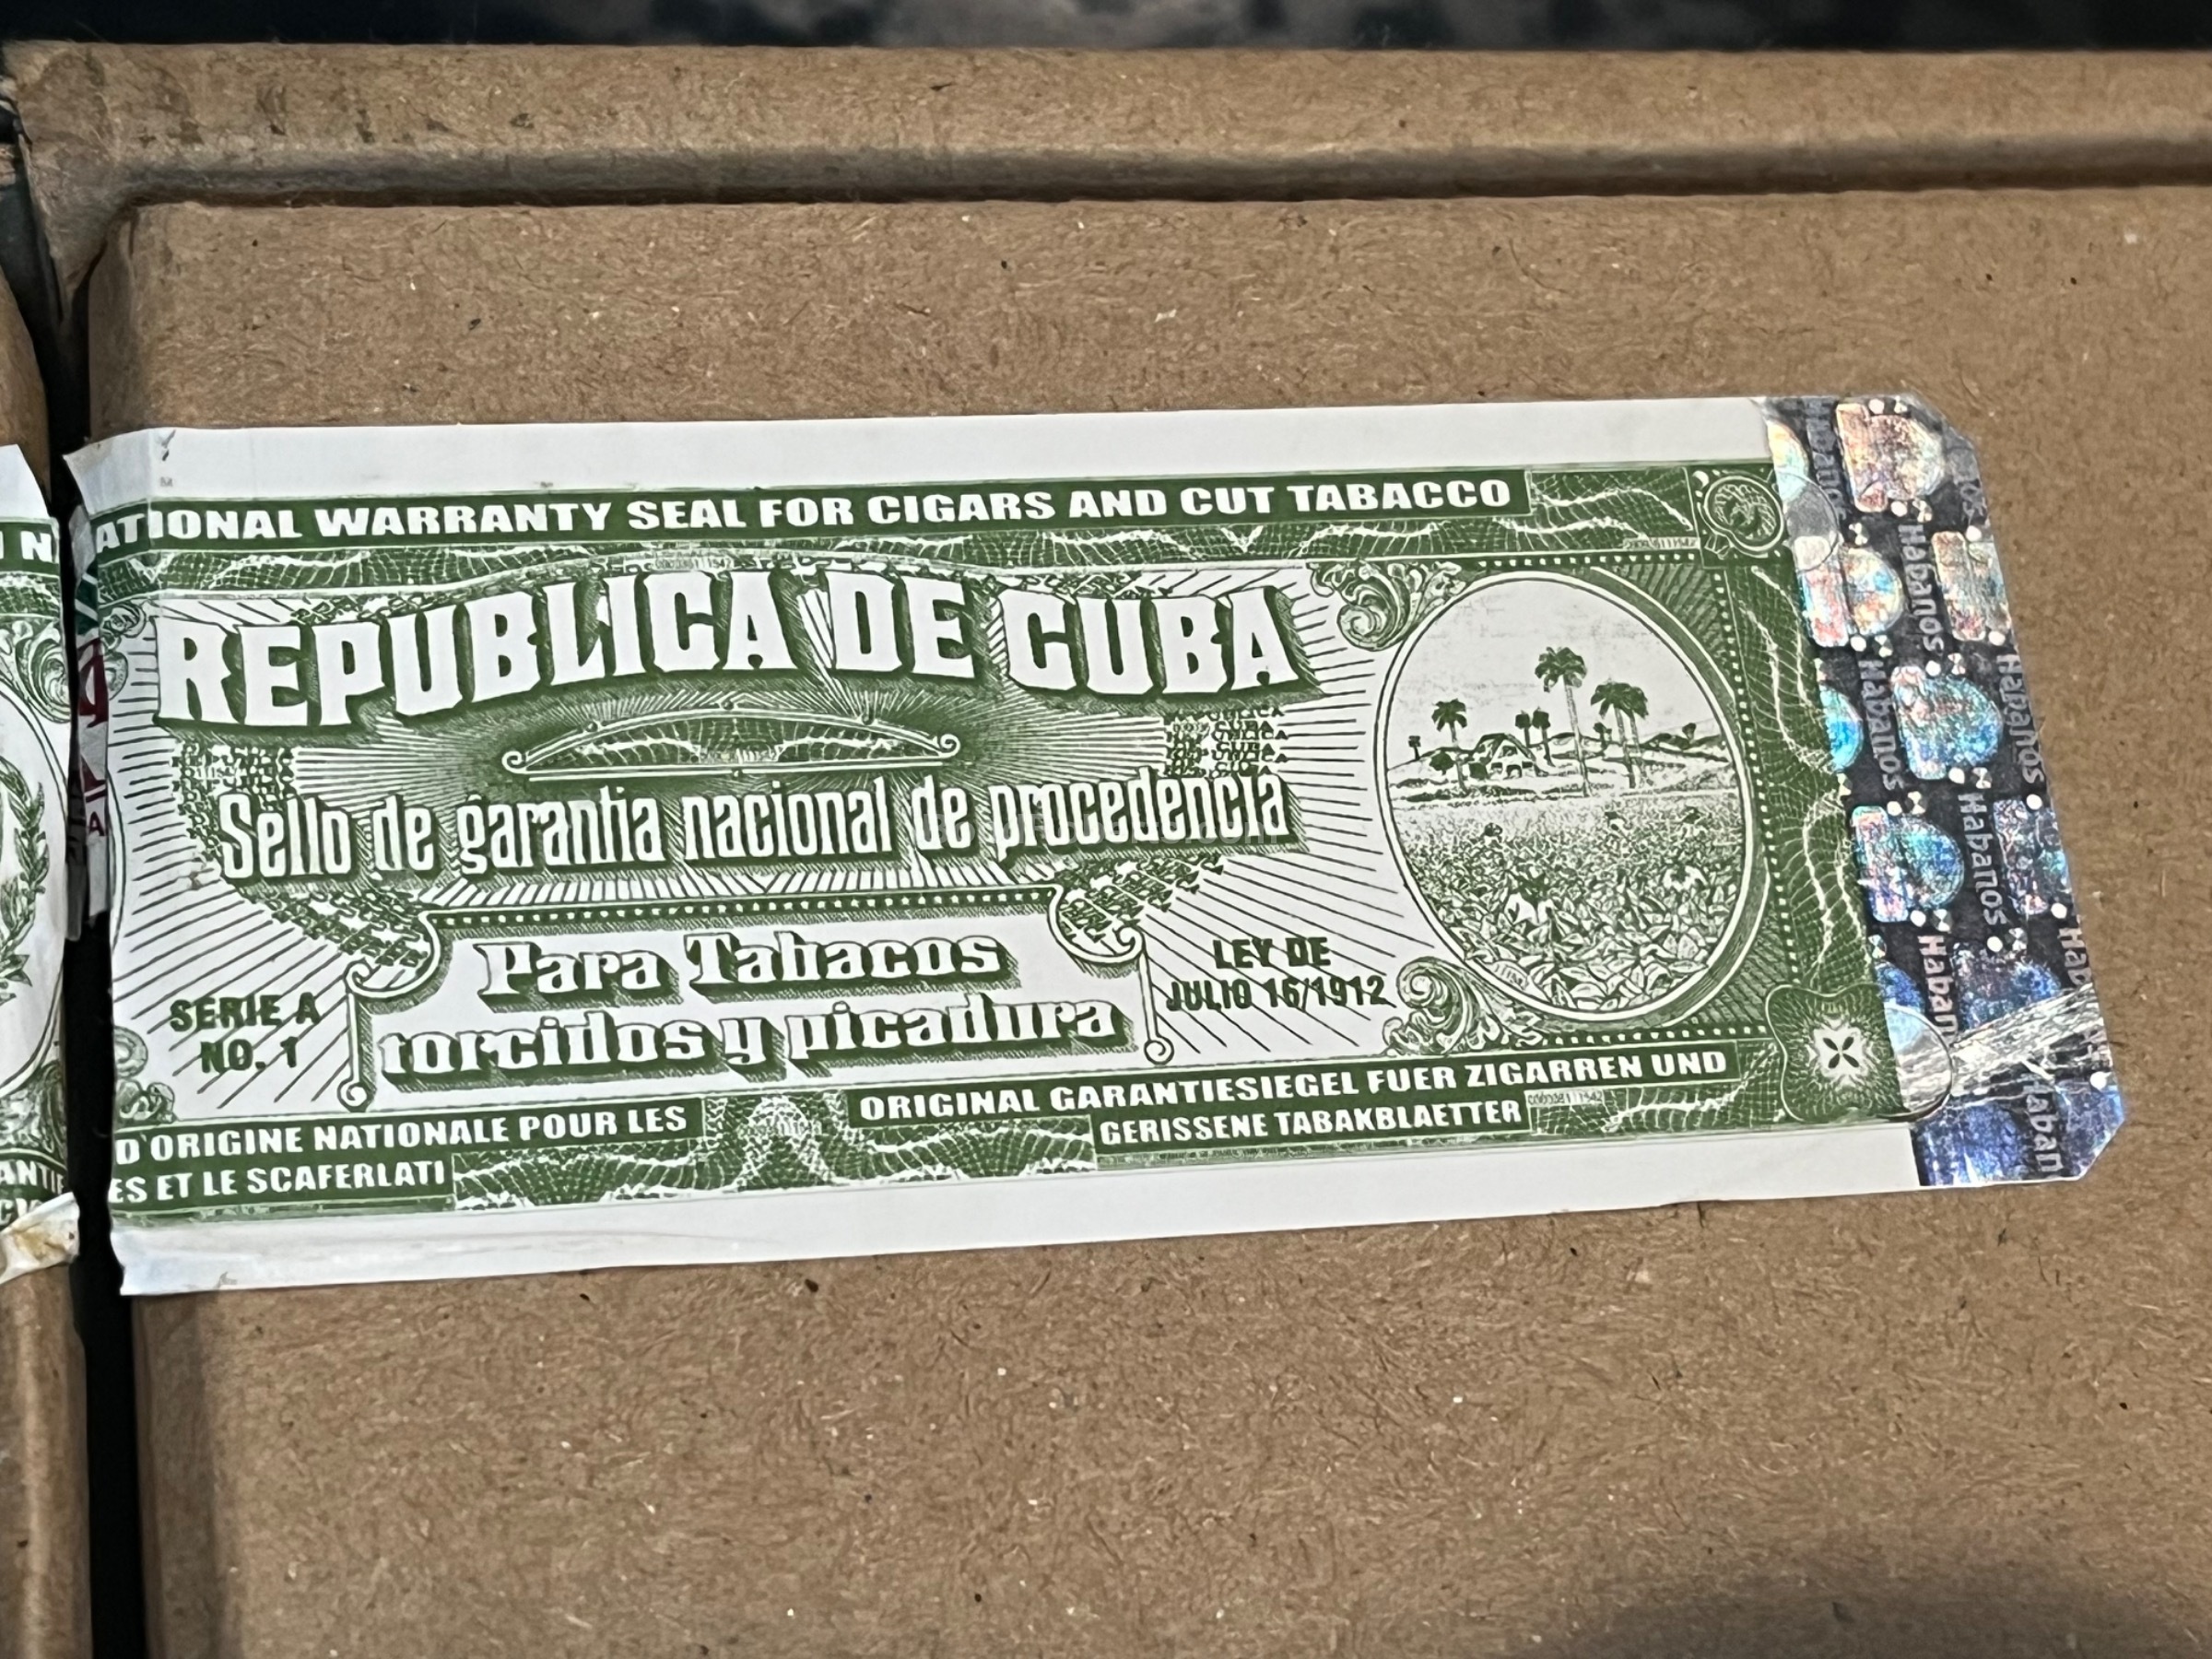 ATIONAL WARRANTY SEAL FOR CIGARS AND CUT TABACCO
REPUBLICA DE CUBA
Sello de garantia nacional de procedencia
Para Tabacos
torcidos y picadura
SERIE A
NO. 1
LEY DE
JULIO 16/1912
D'ORIGINE NATIONALE POUR LES
ES ET LE SCAFERLATI
ORIGINAL GARANTIESIEGEL FUER ZIGARREN UND
GERISSENE TABAKBLAETTER
Habanos
Habanos
Habanos
Habanos
Habanos